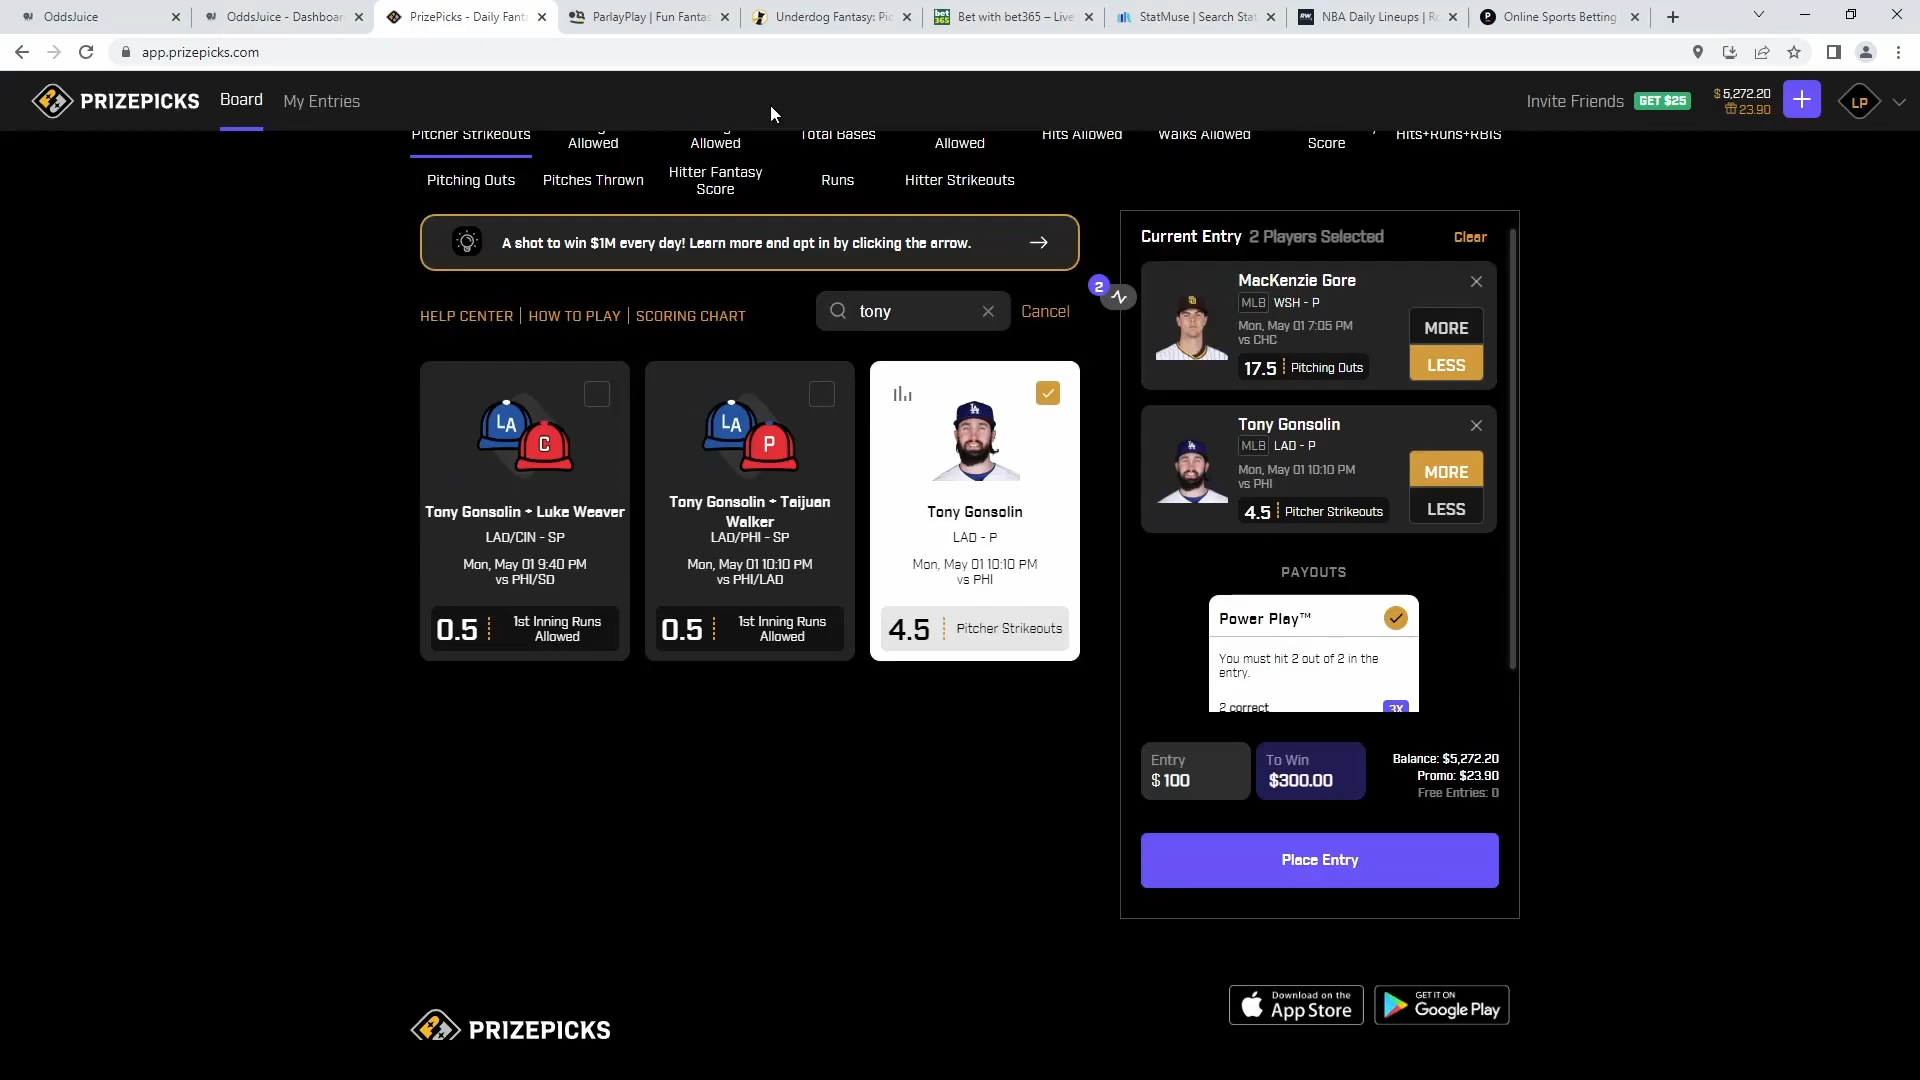 OddsJuice
OddsJuice - Dashboar
PrizePicks - Daily Fant
ParlayPlay | Fun Fantas
Underdog Fantasy: Pic
bet365
Bet with bet365 – Live
StatMuse | Search Stat
RW
NBA Daily Lineups | Ro
Online Sports Betting
app.prizepicks.com
PRIZEPICKS
Board
My Entries
Invite Friends
GET $25
$ 5,272.20
23.90
LP
Pitcher Strikeouts
Allowed
Allowed
Total Bases
Allowed
Hits Allowed
Walks Allowed
Score
Hits+Runs+RBIS
Pitching Outs
Pitches Thrown
Hitter Fantasy
Score
Runs
Hitter Strikeouts
A shot to win $1M every day! Learn more and opt in by clicking the arrow.
HELP CENTER
HOW TO PLAY
SCORING CHART
tony
Cancel
LA
C
Tony Gonsolin + Luke Weaver
LAD/CIN - SP
Mon, May 01 9:40 PM
vs PHI/SD
0.5
1st Inning Runs
Allowed
LA
P
Tony Gonsolin + Taijuan
Walker
LAD/PHI - SP
Mon, May 01 10:10 PM
vs PHI/LAD
0.5
1st Inning Runs
Allowed
Tony Gonsolin
LAD - P
Mon, May 01 10:10 PM
vs PHI
4.5
Pitcher Strikeouts
2
Current Entry 2 Players Selected
Clear
MacKenzie Gore
MLB WSH - P
Mon, May 01 7:05 PM
vs CHC
17.5 Pitching Outs
MORE
LESS
Tony Gonsolin
MLB LAD - P
Mon, May 01 10:10 PM
vs PHI
4.5 Pitcher Strikeouts
MORE
LESS
PAYOUTS
Power Play™
You must hit 2 out of 2 in the
entry.
2 correct
3X
Entry
$ 100
To Win
$300.00
Balance: $5,272.20
Promo: $23.90
Free Entries: 0
Place Entry
PRIZEPICKS
Download on the
App Store
GET IT ON
Google Play